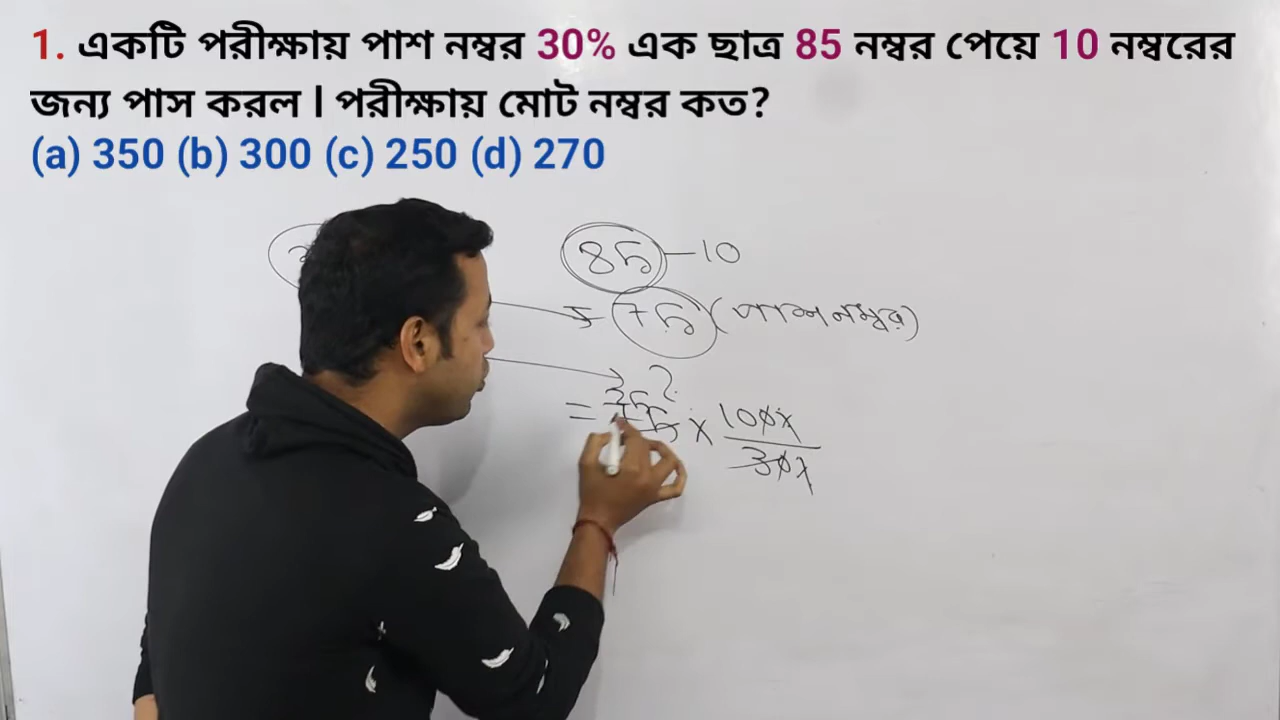 1. একটি পরীক্ষায় পাশ নম্বর 30% এক ছাত্র 85 নম্বর পেয়ে 10 নম্বরের
জন্য পাস করল । পরীক্ষায় মোট নম্বর কত?
(a) 350 (b) 300 (c) 250 (d) 270
85 - 10
75 (পাশ নম্বর)
?
= × 100%
30%